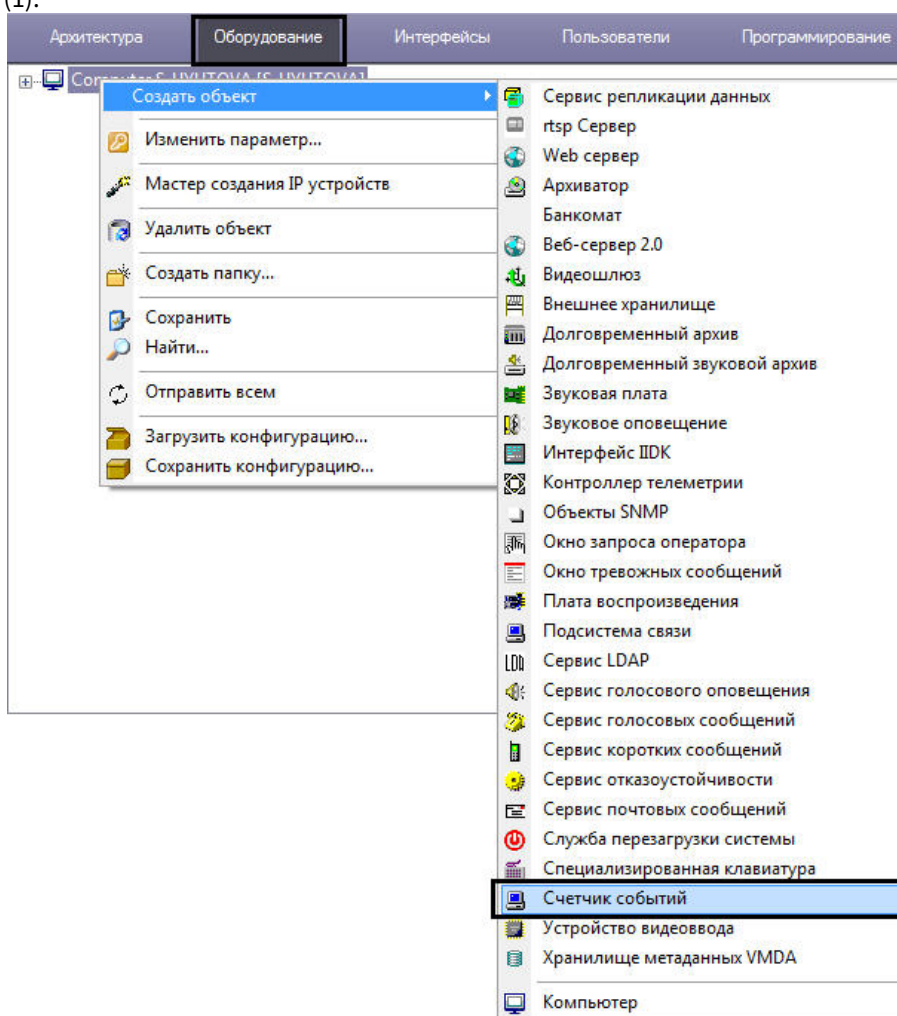 (1).
Архитектура Оборудование Интерфейсы Пользователи Программирование
Computer S-UYUTOVA [S-UYUTOVA]
Создать объект
Изменить параметр...
Мастер создания IP устройств
Удалить объект
Создать папку...
Сохранить
Найти...
Отправить всем
Загрузить конфигурацию...
Сохранить конфигурацию...
Сервис репликации данных
rtsp Сервер
Web сервер
Архиватор
Банкомат
Веб-сервер 2.0
Видеошлюз
Внешнее хранилище
Долговременный архив
Долговременный звуковой архив
Звуковая плата
Звуковое оповещение
Интерфейс IIDK
Контроллер телеметрии
Объекты SNMP
Окно запроса оператора
Окно тревожных сообщений
Плата воспроизведения
Подсистема связи
Сервис LDAP
Сервис голосового оповещения
Сервис голосовых сообщений
Сервис коротких сообщений
Сервис отказоустойчивости
Сервис почтовых сообщений
Служба перезагрузки системы
Специализированная клавиатура
Счетчик событий
Устройство видеоввода
Хранилище метаданных VMDA
Компьютер